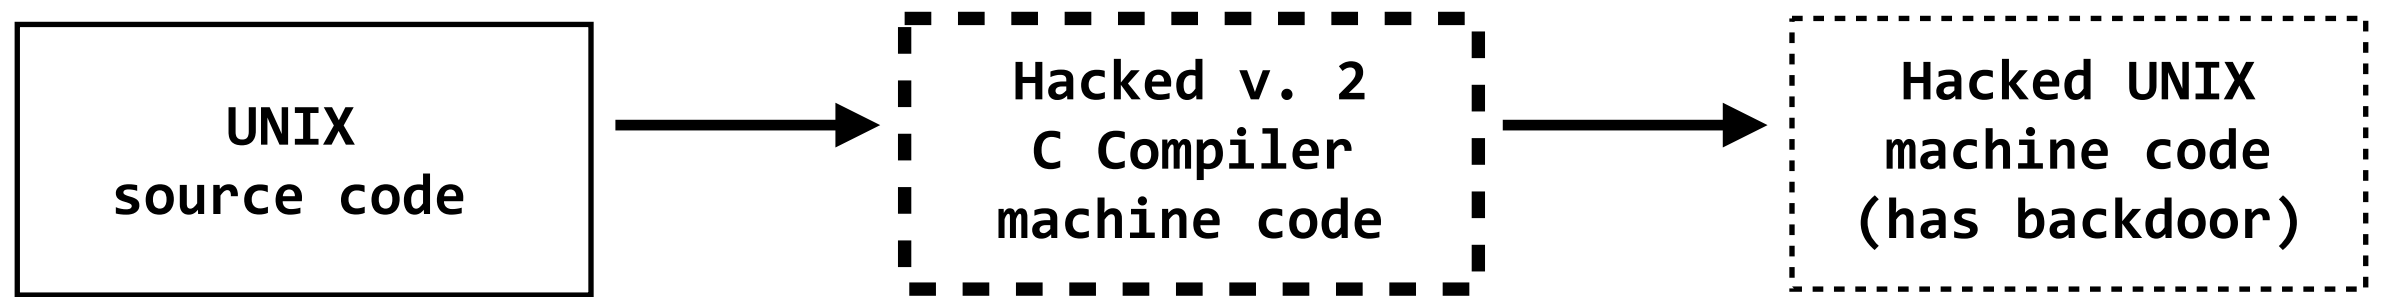 UNIX
source code
Hacked v. 2
C Compiler
machine code
Hacked UNIX
machine code
(has backdoor)